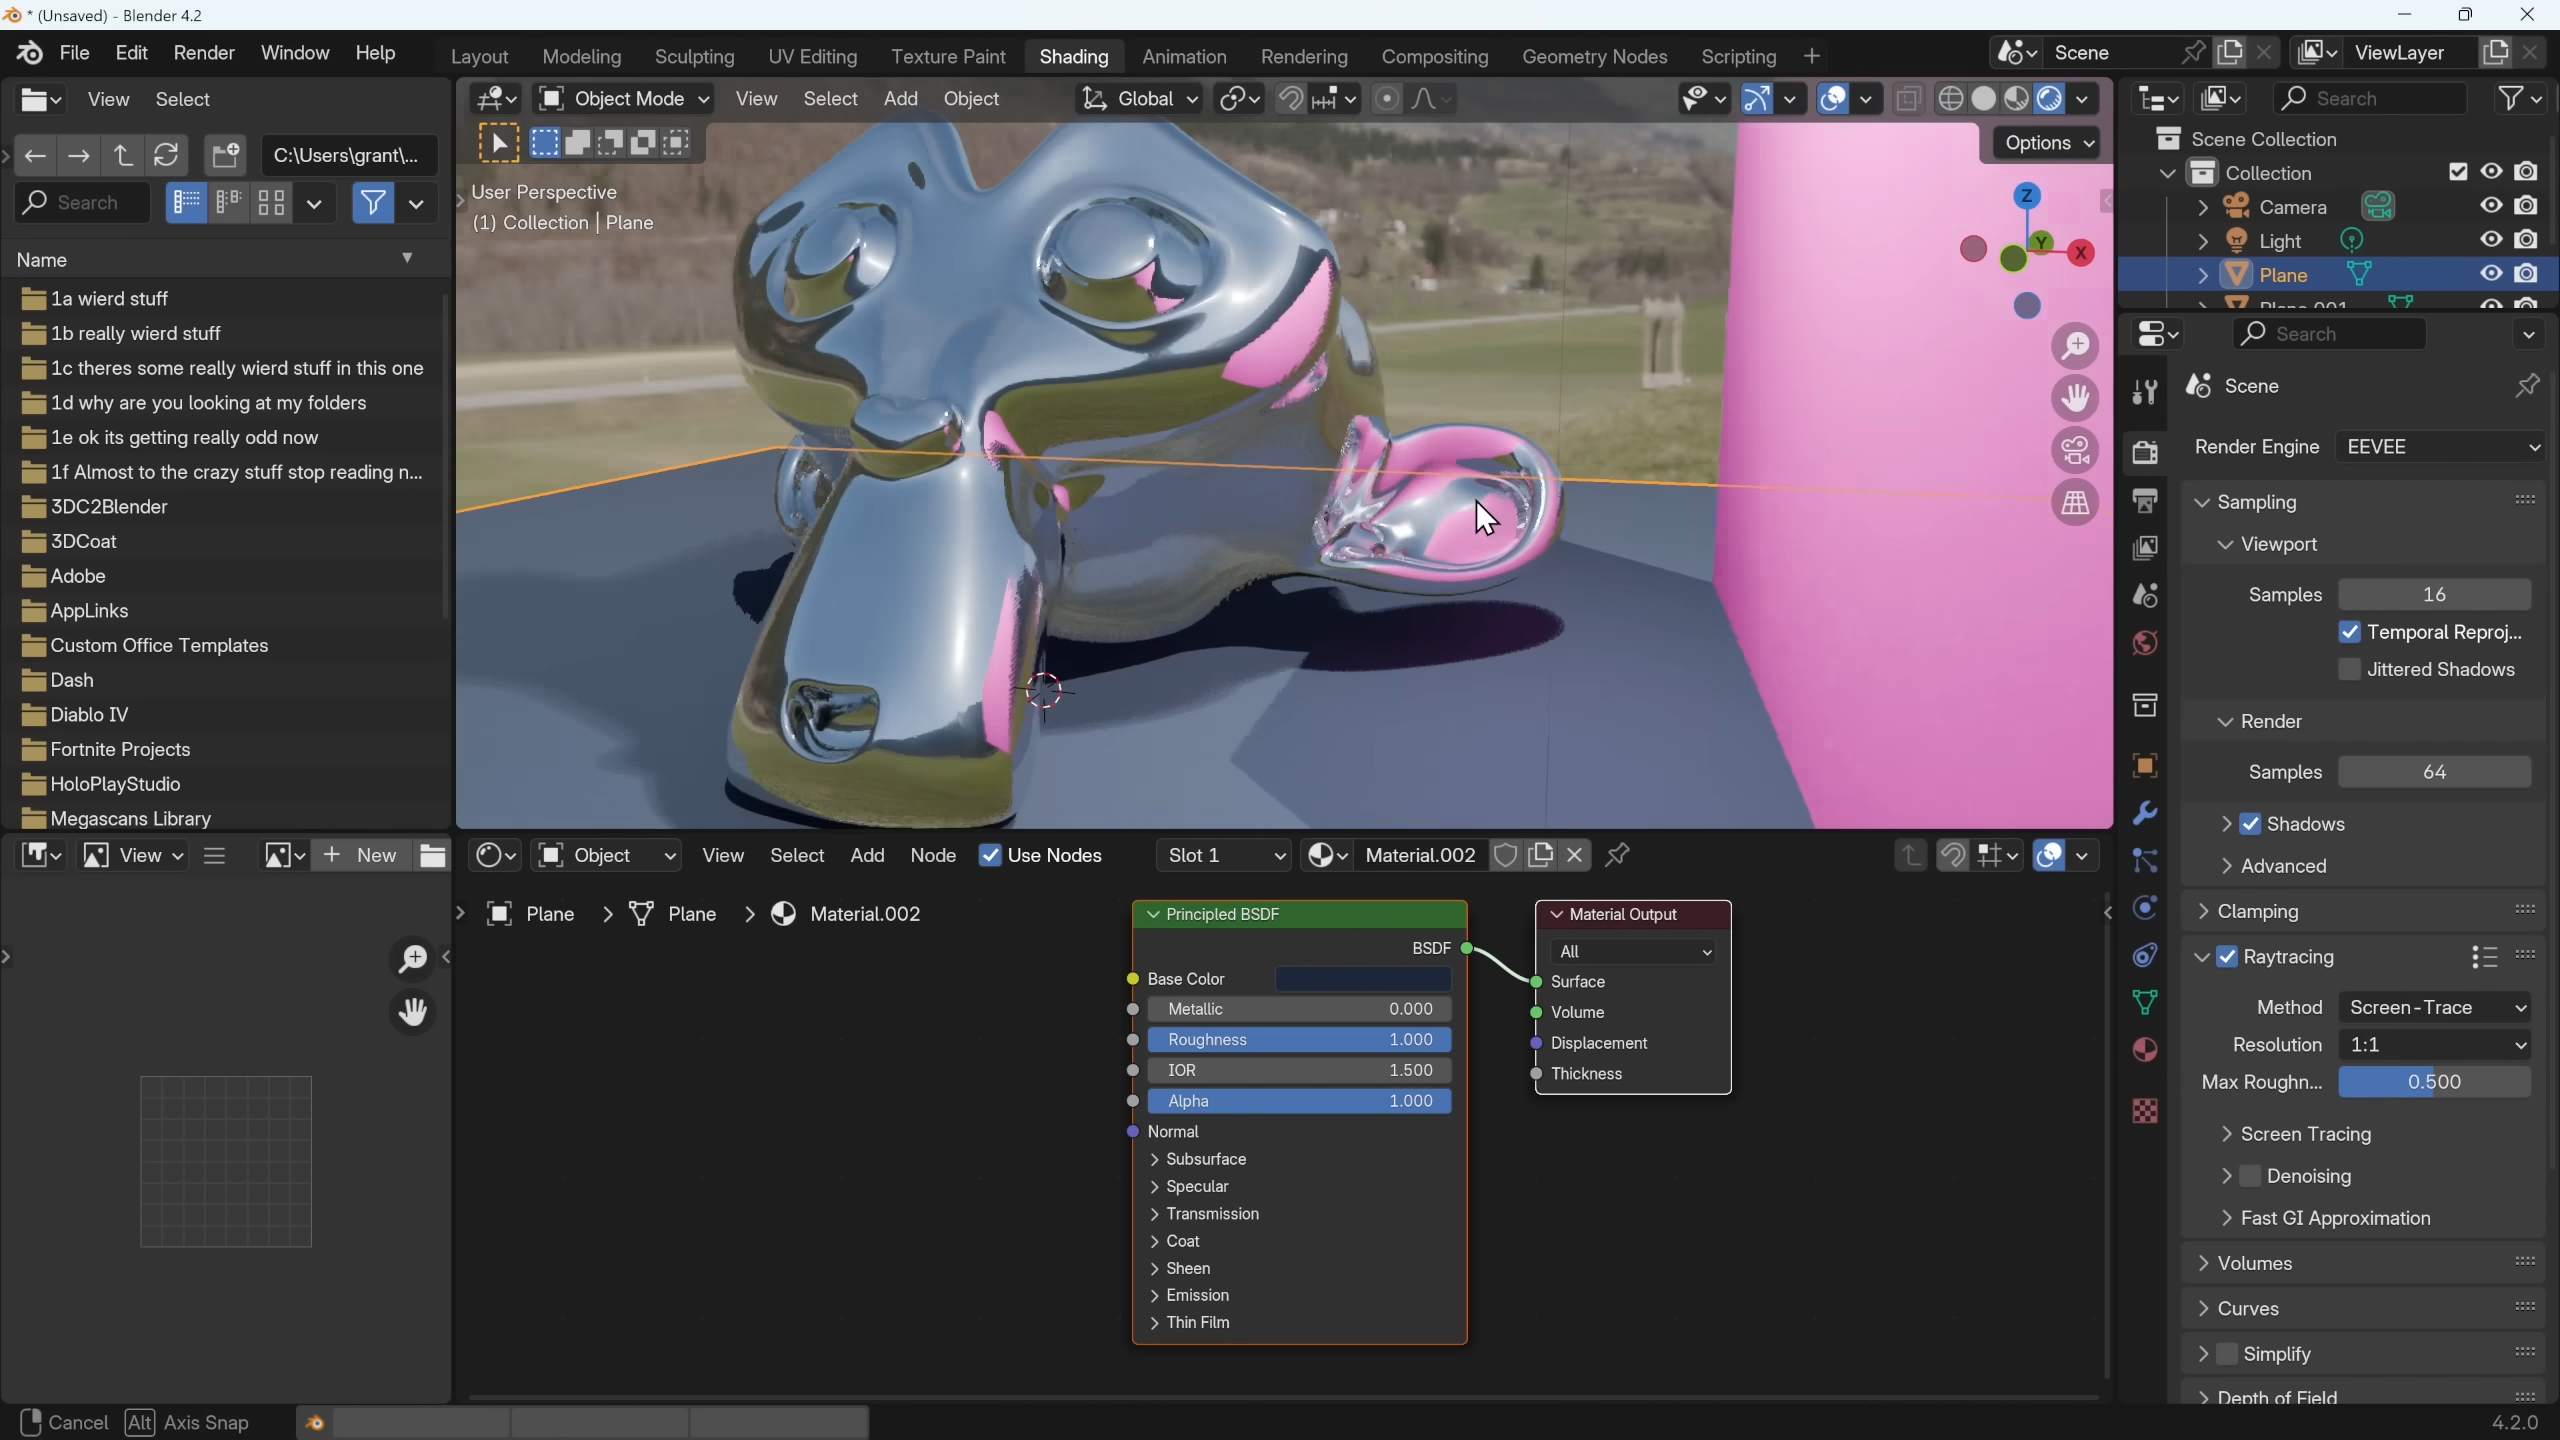 * (Unsaved) - Blender 4.2
File Edit Render Window Help
Layout Modeling Sculpting UV Editing Texture Paint Shading Animation Rendering Compositing Geometry Nodes Scripting +
Scene
ViewLayer
View Select
C:\Users\grant\...
Search
Name
1a wierd stuff
1b really wierd stuff
1c theres some really wierd stuff in this one
1d why are you looking at my folders
1e ok its getting really odd now
1f Almost to the crazy stuff stop reading n...
3DC2Blender
3DCoat
Adobe
AppLinks
Custom Office Templates
Dash
Diablo IV
Fortnite Projects
HoloPlayStudio
Megascans Library
Object Mode View Select Add Object
Global
Options
User Perspective
(1) Collection | Plane
Z
Y
X
Search
Scene Collection
Collection
Camera
Light
Plane
Plane.001
Search
Scene
Render Engine EEVEE
Sampling
Viewport
Samples 16
Temporal Reproj...
Jittered Shadows
Render
Samples 64
Shadows
Advanced
Clamping
Raytracing
Method Screen-Trace
Resolution 1:1
Max Roughn... 0.500
Screen Tracing
Denoising
Fast GI Approximation
Volumes
Curves
Simplify
Depth of Field
View
+ New
Object View Select Add Node Use Nodes
Slot 1
Material.002
Plane > Plane > Material.002
Principled BSDF
BSDF
Base Color
Metallic 0.000
Roughness 1.000
IOR 1.500
Alpha 1.000
Normal
Subsurface
Specular
Transmission
Coat
Sheen
Emission
Thin Film
Material Output
All
Surface
Volume
Displacement
Thickness
Cancel Alt Axis Snap
4.2.0